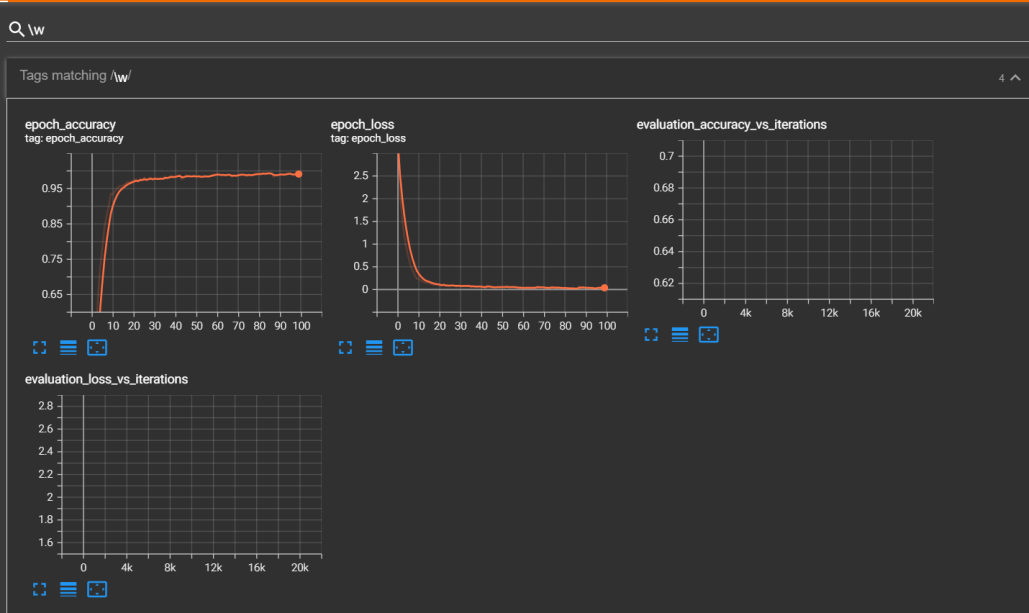 \w
Tags matching /\w/
4
epoch_accuracy
tag: epoch_accuracy
0.95
0.85
0.75
0.65
0 10 20 30 40 50 60 70 80 90 100
epoch_loss
tag: epoch_loss
2.5
2
1.5
1
0.5
0
0 10 20 30 40 50 60 70 80 90 100
evaluation_accuracy_vs_iterations
0.7
0.68
0.66
0.64
0.62
0 4k 8k 12k 16k 20k
evaluation_loss_vs_iterations
2.8
2.6
2.4
2.2
2
1.8
1.6
0 4k 8k 12k 16k 20k